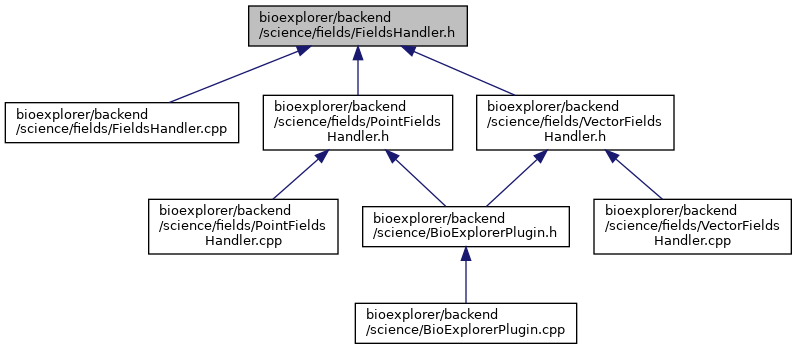 bioexplorer/backend
/science/fields/FieldsHandler.h
bioexplorer/backend
/science/fields/FieldsHandler.cpp
bioexplorer/backend
/science/fields/PointFields
Handler.h
bioexplorer/backend
/science/fields/VectorFields
Handler.h
bioexplorer/backend
/science/fields/PointFields
Handler.cpp
bioexplorer/backend
/science/BioExplorerPlugin.h
bioexplorer/backend
/science/fields/VectorFields
Handler.cpp
bioexplorer/backend
/science/BioExplorerPlugin.cpp